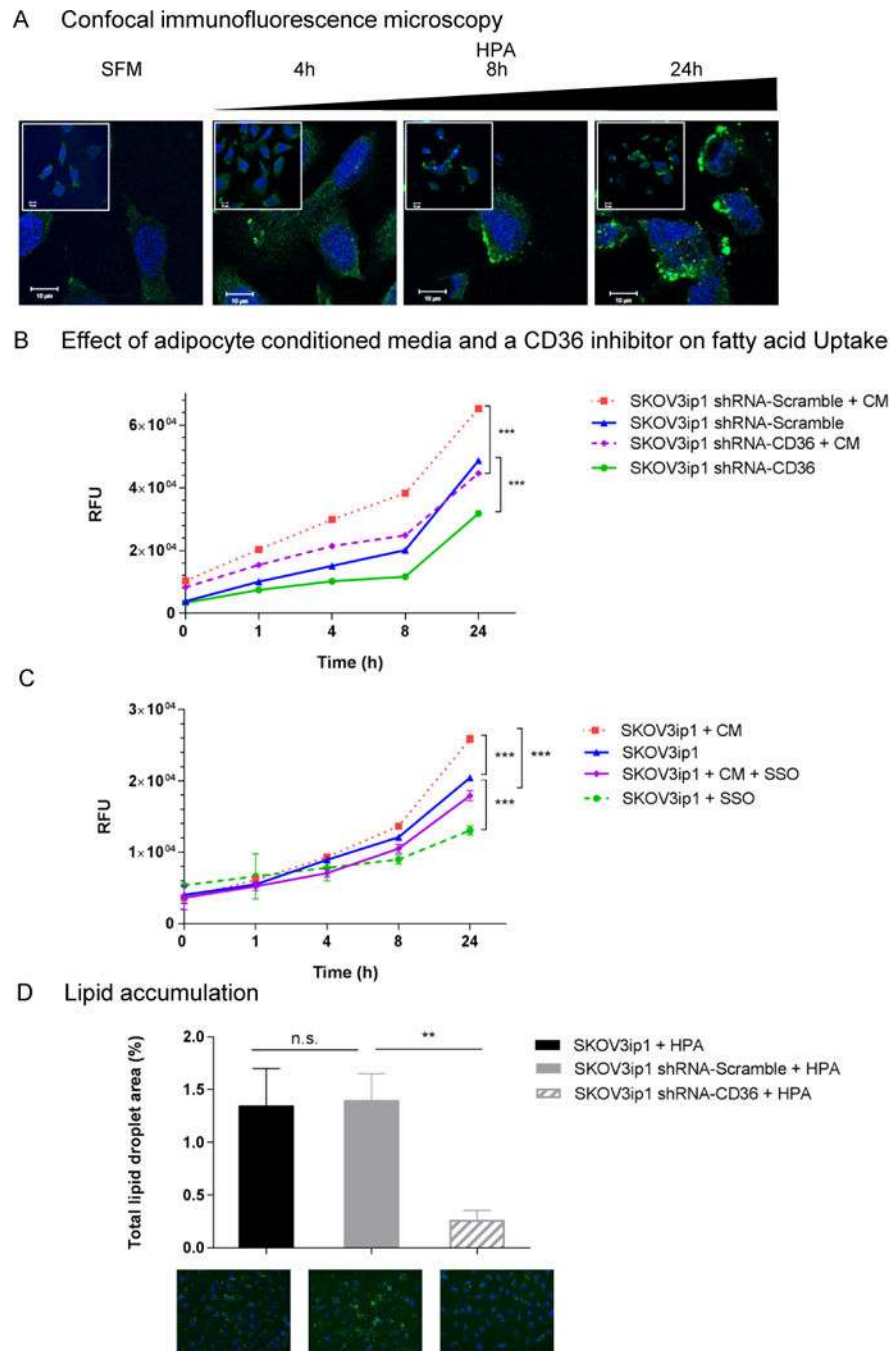 A Confocal immunofluorescence microscopy
HPA
SFM 4h 8h 24h
10 μm 10 μm 10 μm 10 μm
B Effect of adipocyte conditioned media and a CD36 inhibitor on fatty acid Uptake
SKOV3ip1 shRNA-Scramble + CM
SKOV3ip1 shRNA-Scramble
SKOV3ip1 shRNA-CD36 + CM
SKOV3ip1 shRNA-CD36
6×10⁰⁴
4×10⁰⁴
2×10⁰⁴
0
RFU
***
***
0 1 4 8 24
Time (h)
C
SKOV3ip1 + CM
SKOV3ip1
SKOV3ip1 + CM + SSO
SKOV3ip1 + SSO
3×10⁰⁴
2×10⁰⁴
1×10⁰⁴
0
RFU
*** ***
***
0 1 4 8 24
Time (h)
D Lipid accumulation
SKOV3ip1 + HPA
SKOV3ip1 shRNA-Scramble + HPA
SKOV3ip1 shRNA-CD36 + HPA
2.0
1.5
1.0
0.5
0.0
Total lipid droplet area (%)
n.s. **